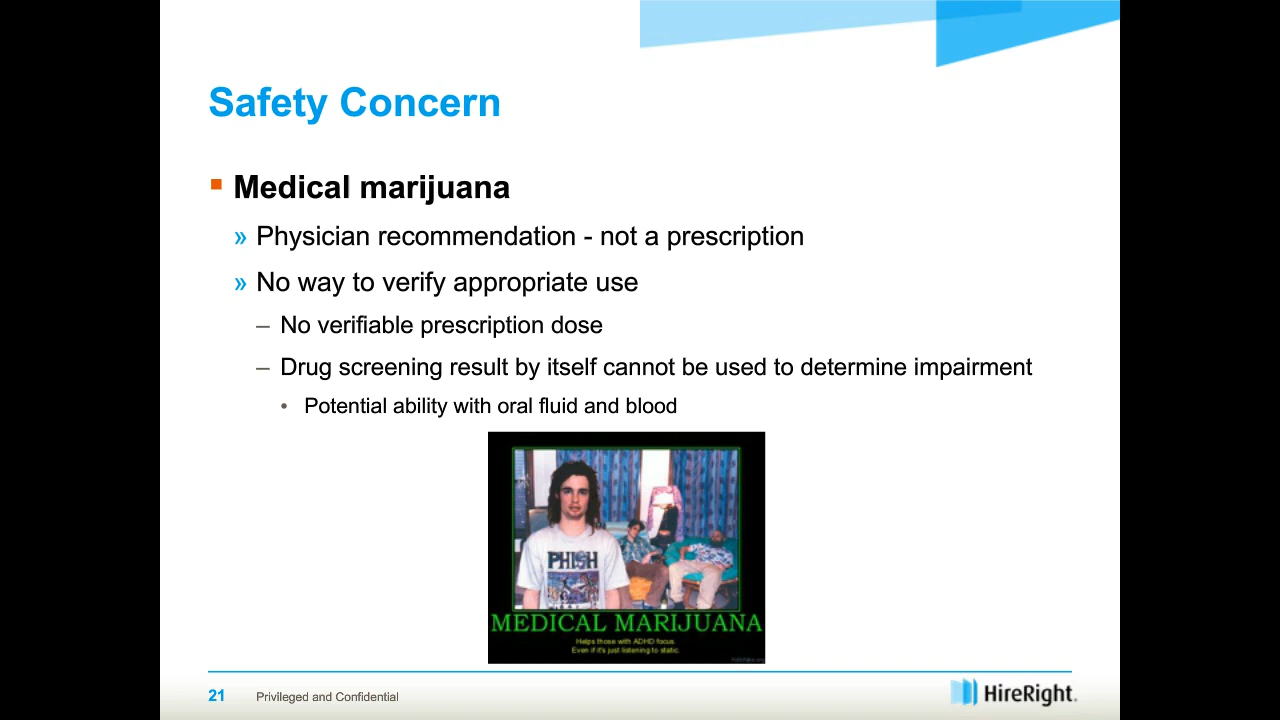 Safety Concern
Medical marijuana
» Physician recommendation - not a prescription
» No way to verify appropriate use
– No verifiable prescription dose
– Drug screening result by itself cannot be used to determine impairment
• Potential ability with oral fluid and blood
PHISH
MEDICAL MARIJUANA
Helps those with ADHD focus.
Even if it's just listening to static.
21 Privileged and Confidential
HireRight.